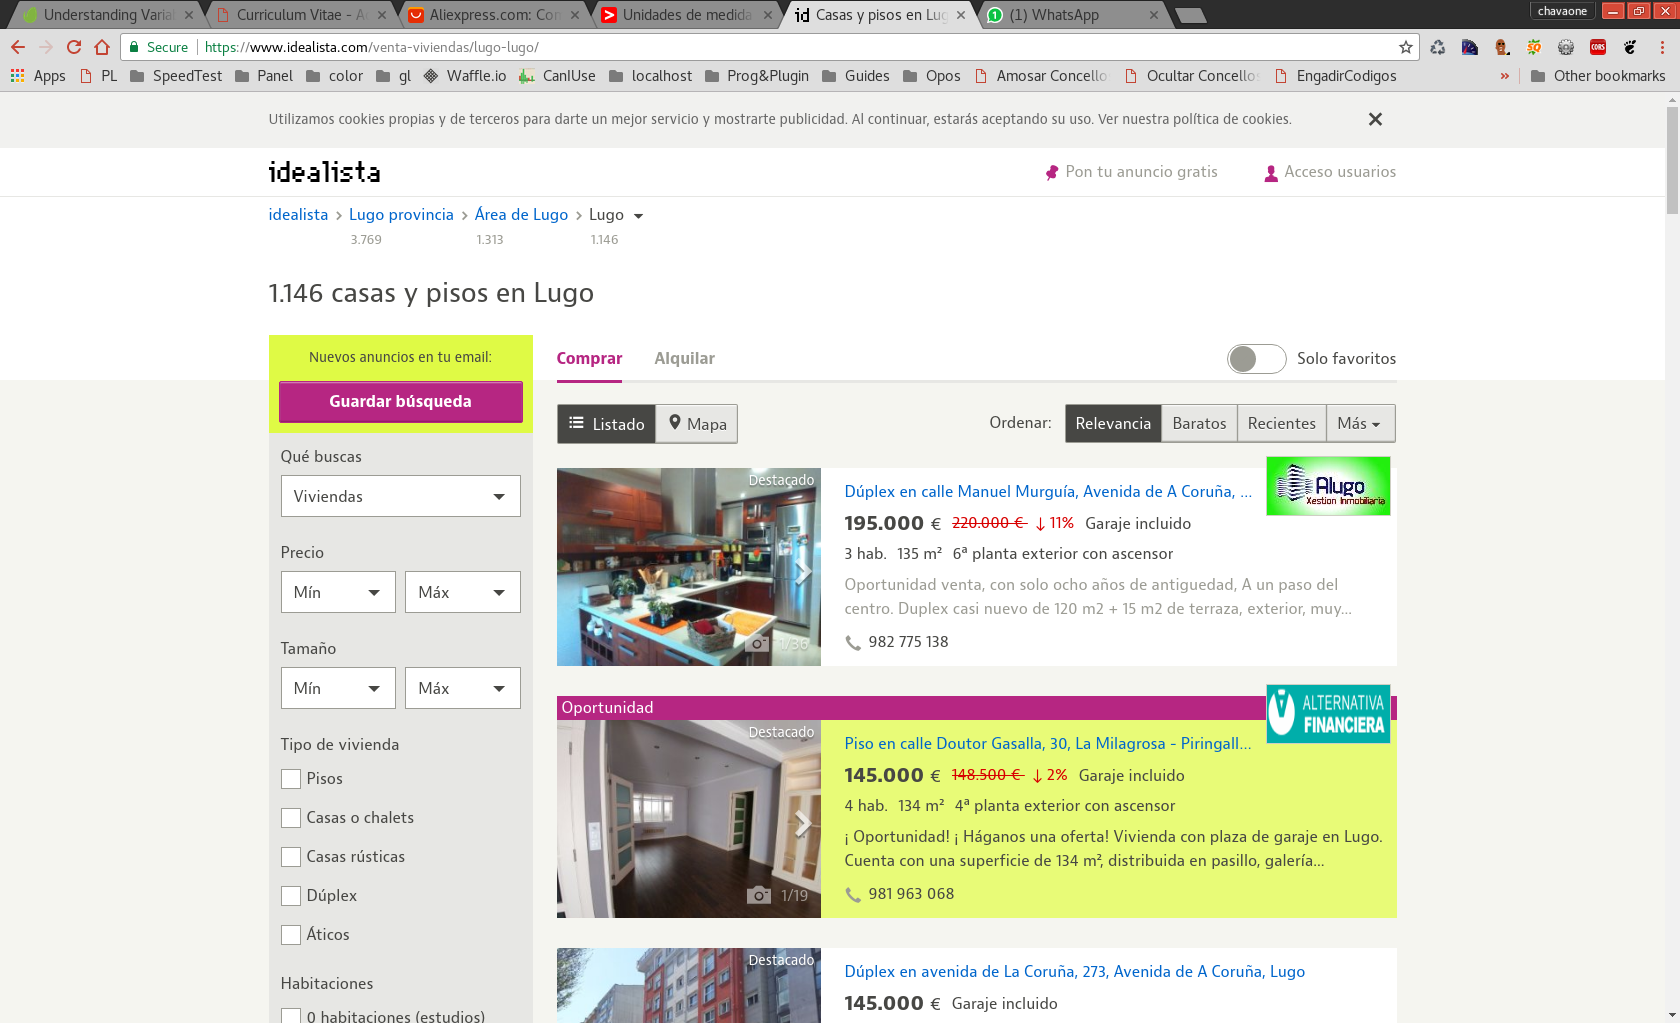 Understanding Varia
Curriculum Vitae - A
Aliexpress.com: Con
Unidades de medida
Casas y pisos en Lug
(1) WhatsApp
chavaone
Secure
https://www.idealista.com/venta-viviendas/lugo-lugo/
Apps
PL
SpeedTest
Panel
color
gl
Waffle.io
CanIUse
localhost
Prog&Plugin
Guides
Opos
Amosar Concello
Ocultar Concellos
EngadirCodigos
»
Other bookmarks
Utilizamos cookies propias y de terceros para darte un mejor servicio y mostrarte publicidad. Al continuar, estarás aceptando su uso. Ver nuestra política de cookies.
idealista
Pon tu anuncio gratis
Acceso usuarios
idealista > Lugo provincia > Área de Lugo > Lugo
3.769 1.313 1.146
1.146 casas y pisos en Lugo
Nuevos anuncios en tu email:
Guardar búsqueda
Qué buscas
Viviendas
Precio
Mín Máx
Tamaño
Mín Máx
Tipo de vivienda
Pisos
Casas o chalets
Casas rústicas
Dúplex
Áticos
Habitaciones
0 habitaciones (estudios)
Comprar Alquilar
Solo favoritos
Listado Mapa
Ordenar: Relevancia Baratos Recientes Más
Destacado
1/36
Dúplex en calle Manuel Murguía, Avenida de A Coruña, ...
Alugo
Xestion Inmobiliaria
195.000 € 220.000 € ↓ 11% Garaje incluido
3 hab. 135 m² 6ª planta exterior con ascensor
Oportunidad venta, con solo ocho años de antiguedad, A un paso del
centro. Duplex casi nuevo de 120 m2 + 15 m2 de terraza, exterior, muy...
982 775 138
Oportunidad
Destacado
1/19
ALTERNATIVA
FINANCIERA
Piso en calle Doutor Gasalla, 30, La Milagrosa - Piringall...
145.000 € 148.500 € ↓ 2% Garaje incluido
4 hab. 134 m² 4ª planta exterior con ascensor
¡ Oportunidad! ¡ Háganos una oferta! Vivienda con plaza de garaje en Lugo.
Cuenta con una superficie de 134 m², distribuida en pasillo, galería...
981 963 068
Destacado
Dúplex en avenida de La Coruña, 273, Avenida de A Coruña, Lugo
145.000 € Garaje incluido